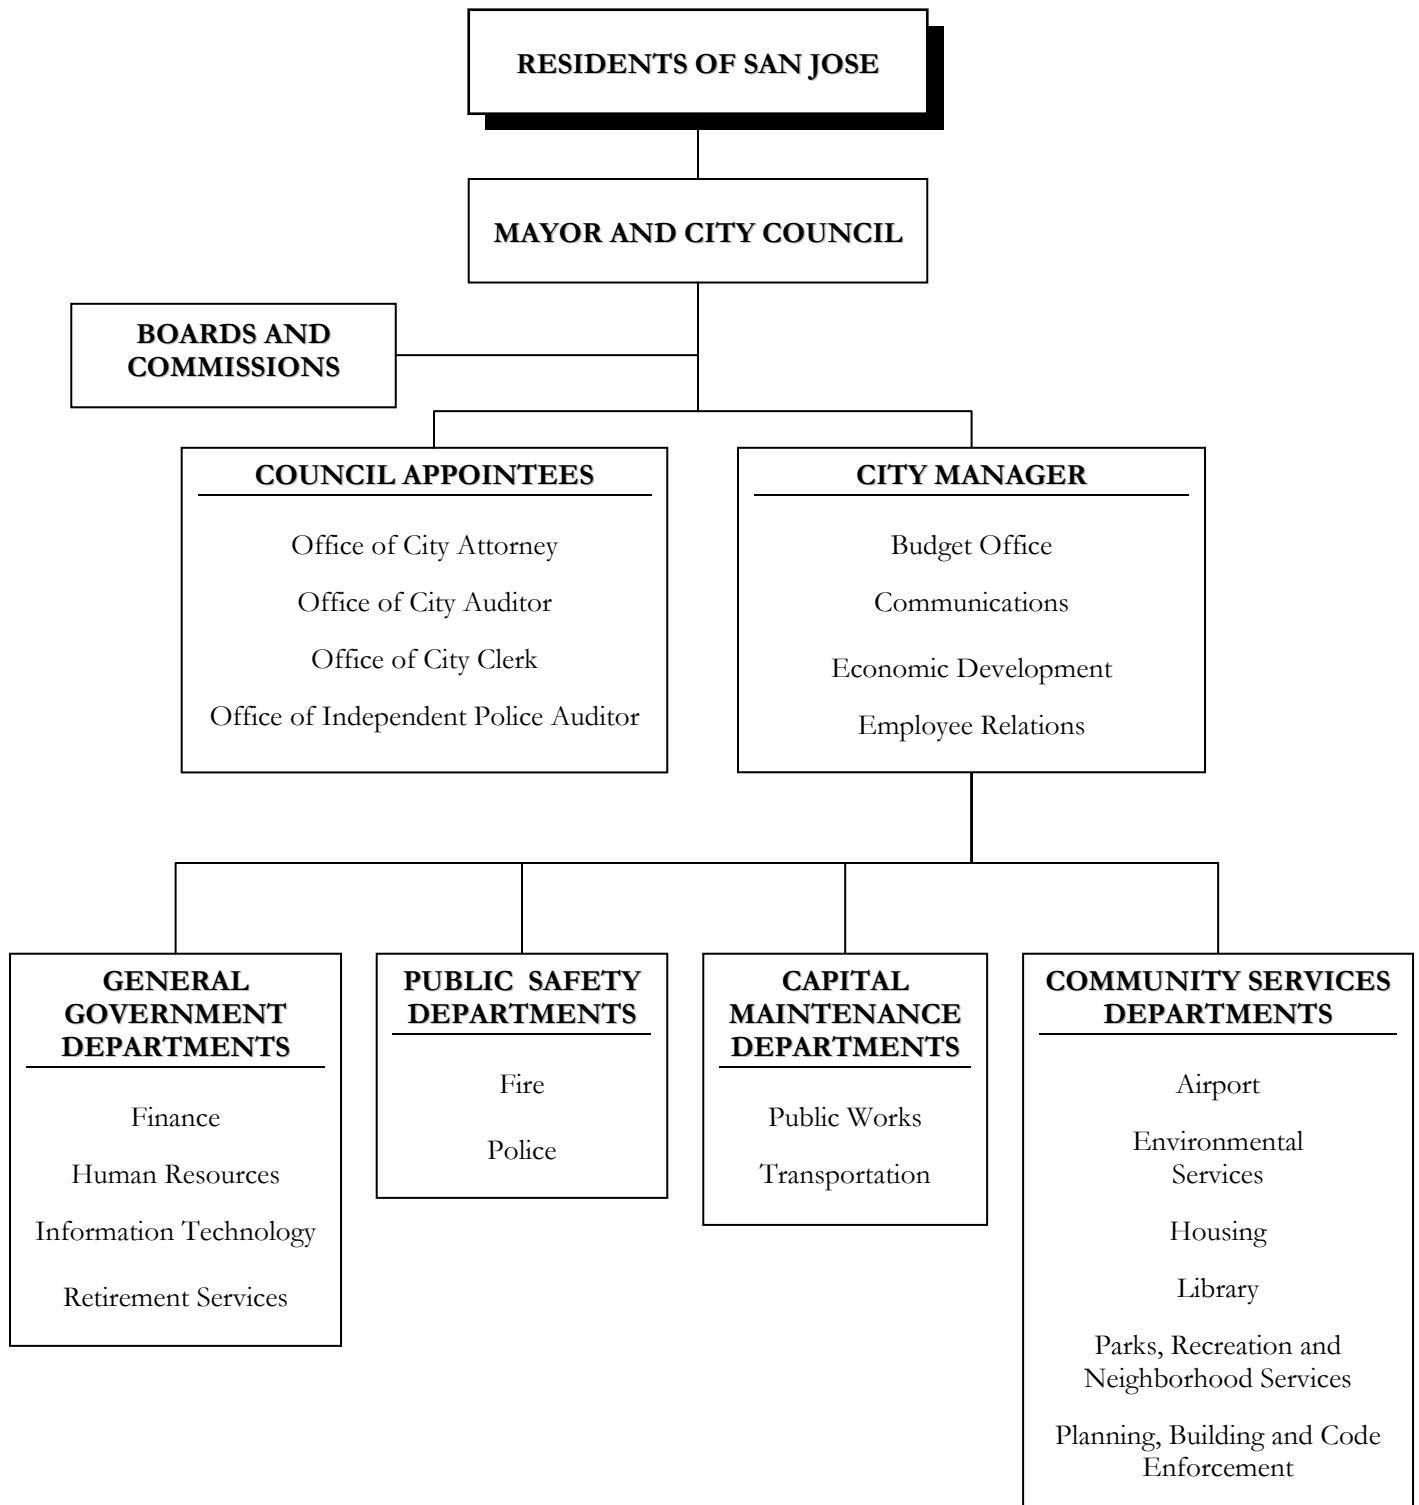 RESIDENTS OF SAN JOSE
MAYOR AND CITY COUNCIL
BOARDS AND
COMMISSIONS
COUNCIL APPOINTEES
Office of City Attorney
Office of City Auditor
Office of City Clerk
Office of Independent Police Auditor
CITY MANAGER
Budget Office
Communications
Economic Development
Employee Relations
GENERAL
GOVERNMENT
DEPARTMENTS
Finance
Human Resources
Information Technology
Retirement Services
PUBLIC SAFETY
DEPARTMENTS
Fire
Police
CAPITAL
MAINTENANCE
DEPARTMENTS
Public Works
Transportation
COMMUNITY SERVICES
DEPARTMENTS
Airport
Environmental
Services
Housing
Library
Parks, Recreation and
Neighborhood Services
Planning, Building and Code
Enforcement